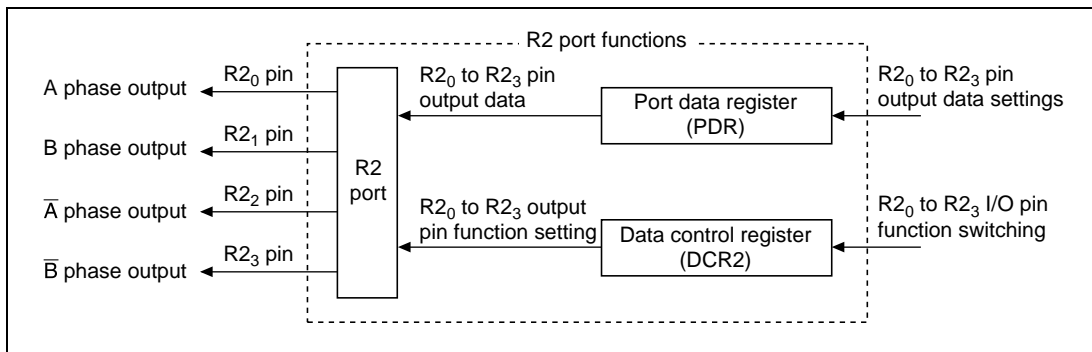 R2 port functions
A phase output
R2₀ pin
B phase output
R2₁ pin
A̅ phase output
R2₂ pin
B̅ phase output
R2₃ pin
R2
port
R2₀ to R2₃ pin
output data
Port data register
(PDR)
R2₀ to R2₃ pin
output data settings
R2₀ to R2₃ output
pin function setting
Data control register
(DCR2)
R2₀ to R2₃ I/O pin
function switching